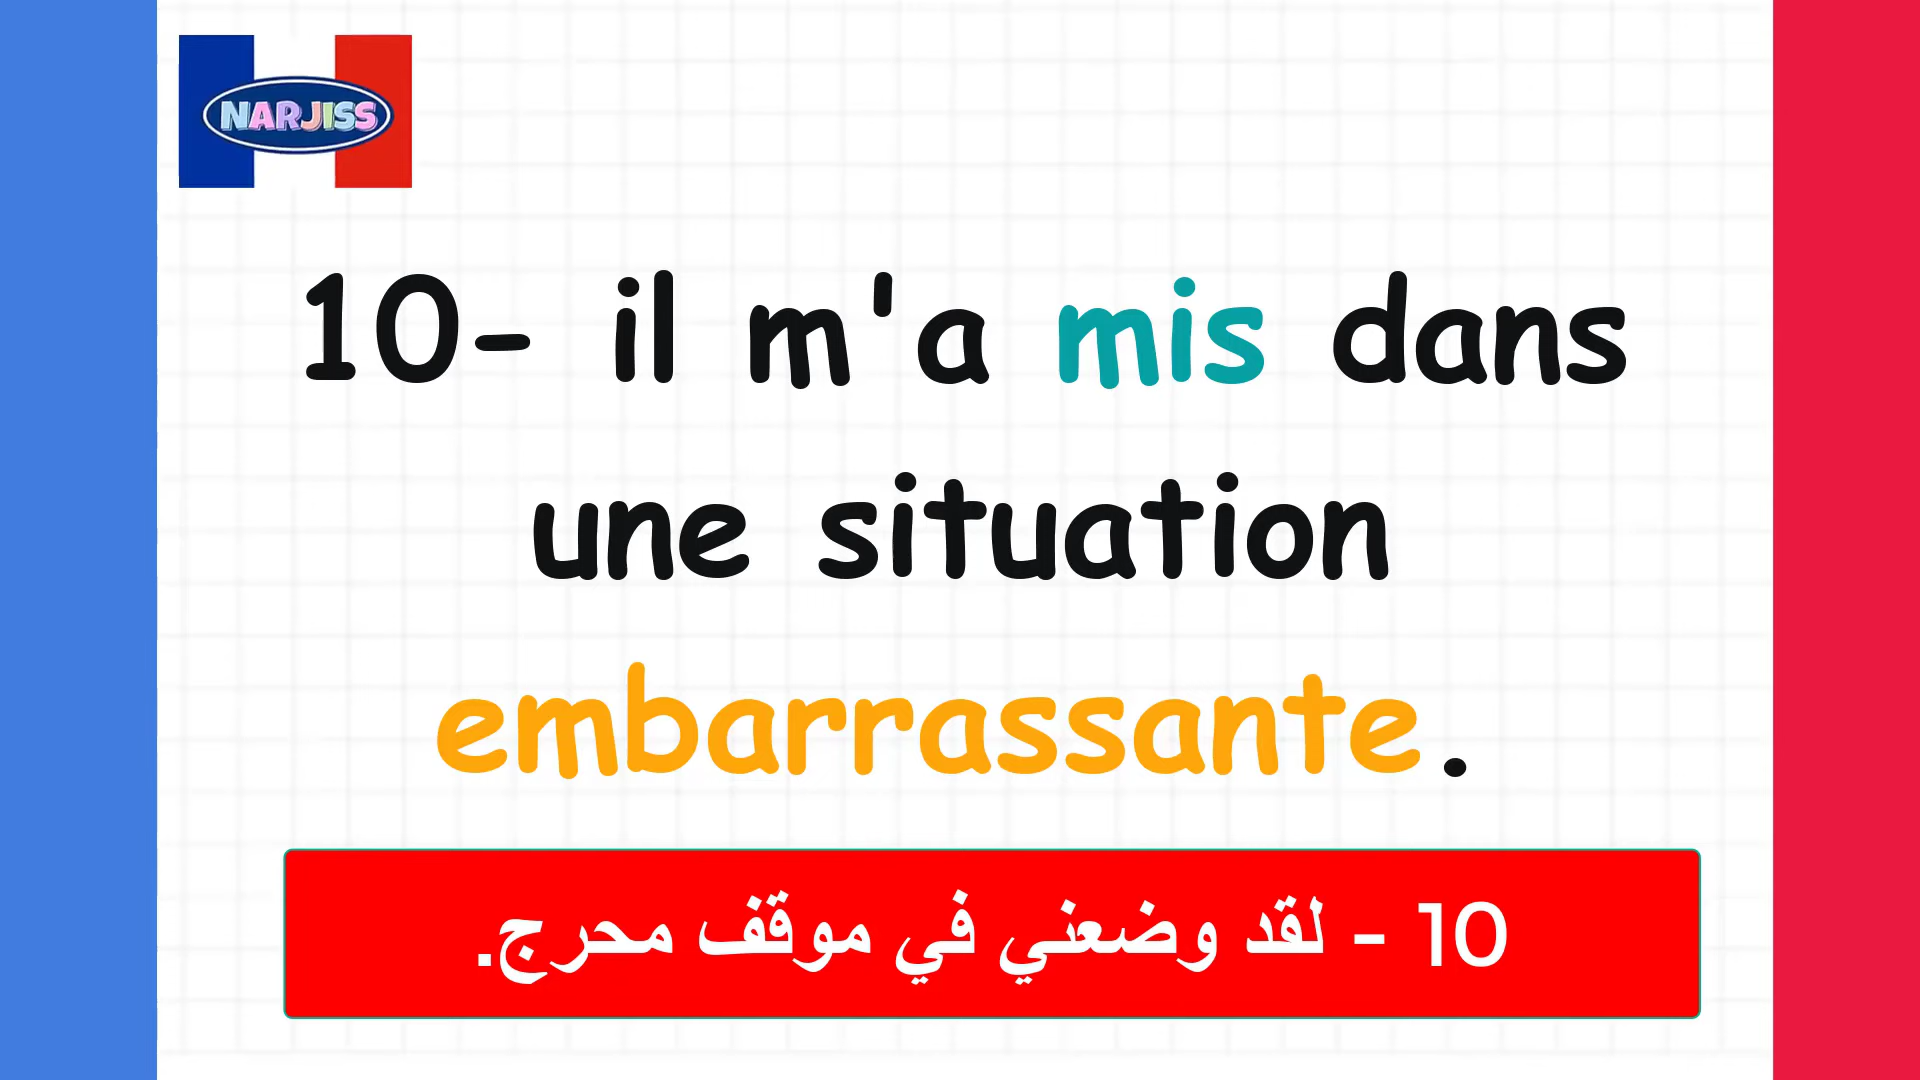 NARJISS
10- il m'a mis dans
une situation
embarrassante.
10 - لقد وضعني في موقف محرج.